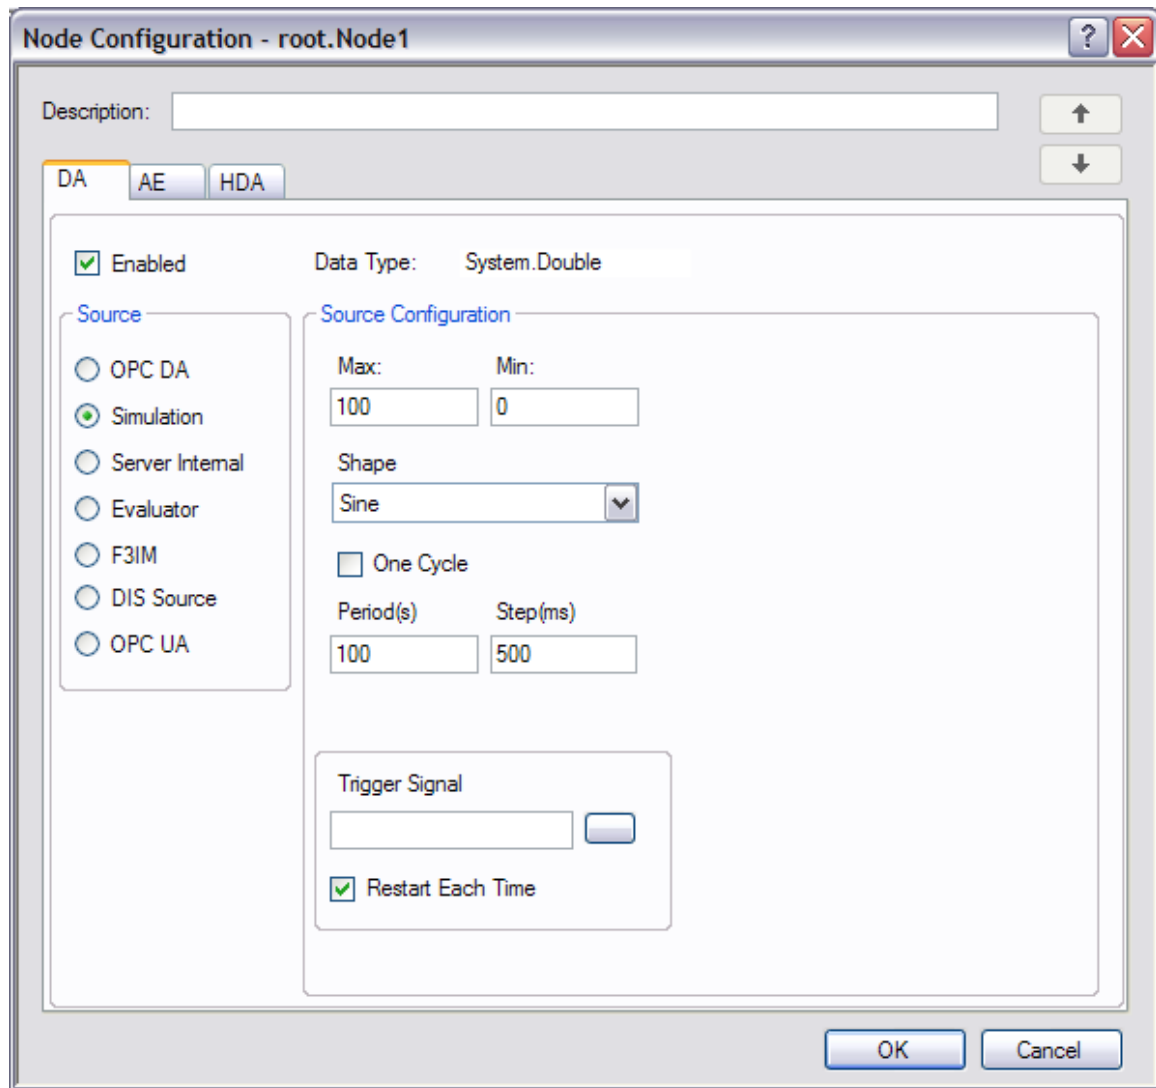 Node Configuration - root.Node1
?
Description:
DA AE HDA
Enabled Data Type: System.Double
Source
OPC DA
Simulation
Server Internal
Evaluator
F3IM
DIS Source
OPC UA
Source Configuration
Max: Min:
100 0
Shape
Sine
One Cycle
Period(s) Step(ms)
100 500
Trigger Signal
Restart Each Time
OK Cancel